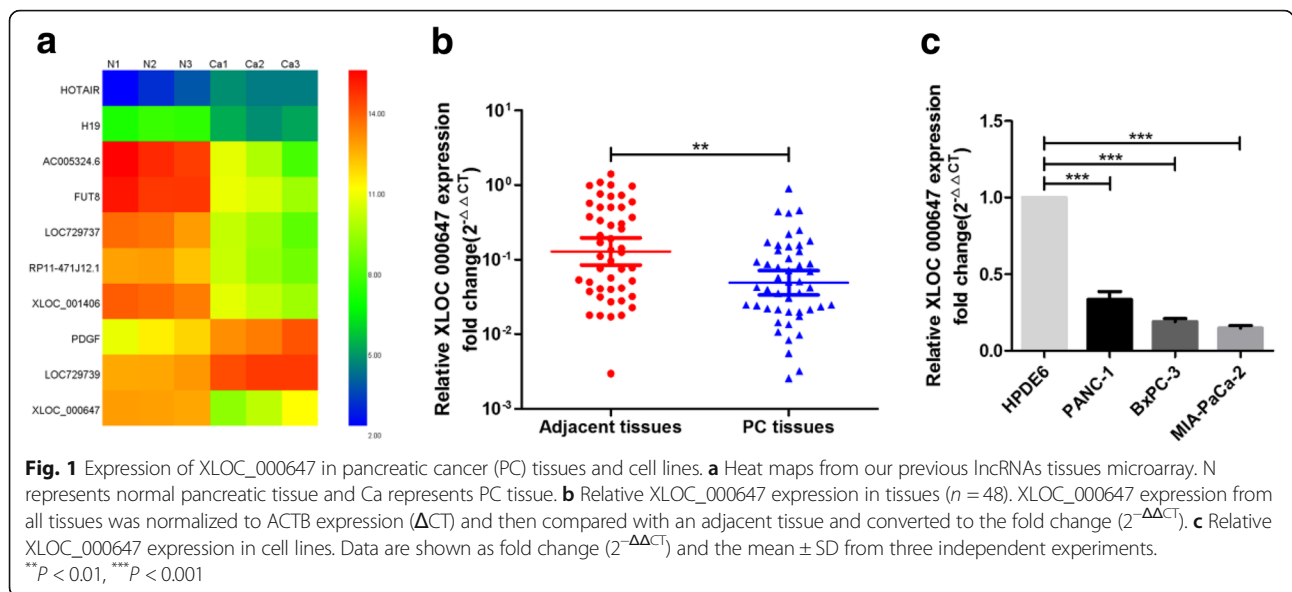 a
N1 N2 N3 Ca1 Ca2 Ca3
HOTAIR
H19
AC005324.6
FUT8
LOC729737
RP11-471J12.1
XLOC_001406
PDGF
LOC729739
XLOC_000647
14.00
11.00
8.00
5.00
2.00
b
Relative XLOC 000647 expression
fold change(2^-ΔΔCT)
10^1
10^0
10^-1
10^-2
10^-3
**
Adjacent tissues PC tissues
c
Relative XLOC 000647 expression
fold change(2^-ΔΔCT)
1.5
1.0
0.5
0.0
***
***
***
HPDE6 PANC-1 BxPC-3 MIA-PaCa-2
Fig. 1 Expression of XLOC_000647 in pancreatic cancer (PC) tissues and cell lines. a Heat maps from our previous lncRNAs tissues microarray. N
represents normal pancreatic tissue and Ca represents PC tissue. b Relative XLOC_000647 expression in tissues (n = 48). XLOC_000647 expression from
all tissues was normalized to ACTB expression (ΔCT) and then compared with an adjacent tissue and converted to the fold change (2^−ΔΔCT). c Relative
XLOC_000647 expression in cell lines. Data are shown as fold change (2^−ΔΔCT) and the mean ± SD from three independent experiments.
**P < 0.01, ***P < 0.001